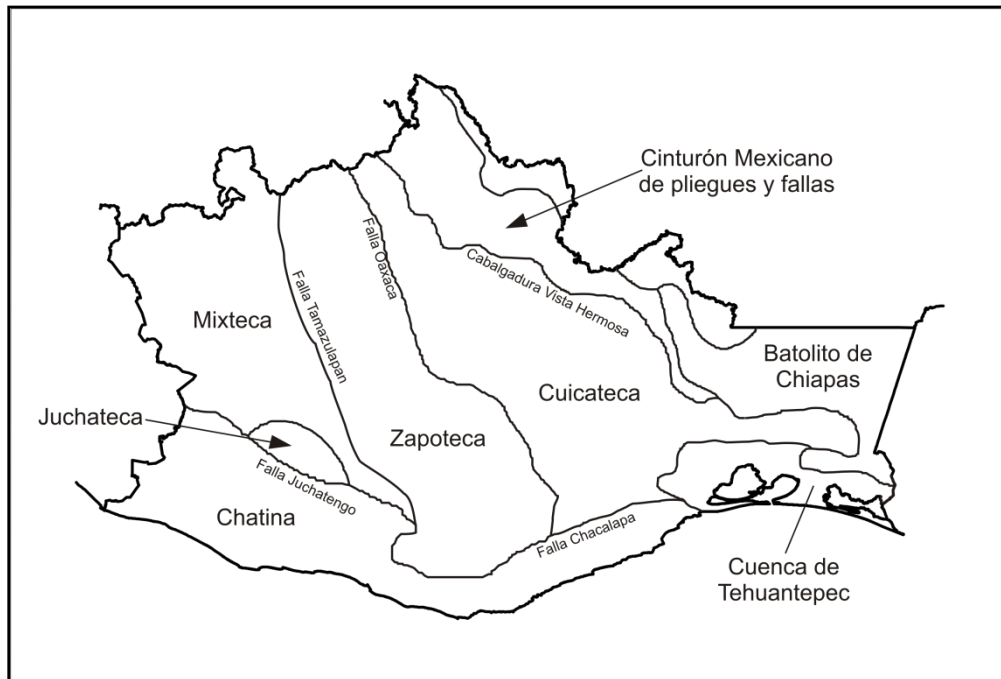 Cinturón Mexicano
de pliegues y fallas
Falla Oaxaca
Cabalgadura Vista Hermosa
Falla Tamazulapan
Mixteca
Batolito de
Chiapas
Cuicateca
Juchateca
Zapoteca
Falla Juchatengo
Chatina
Falla Chacalapa
Cuenca de
Tehuantepec